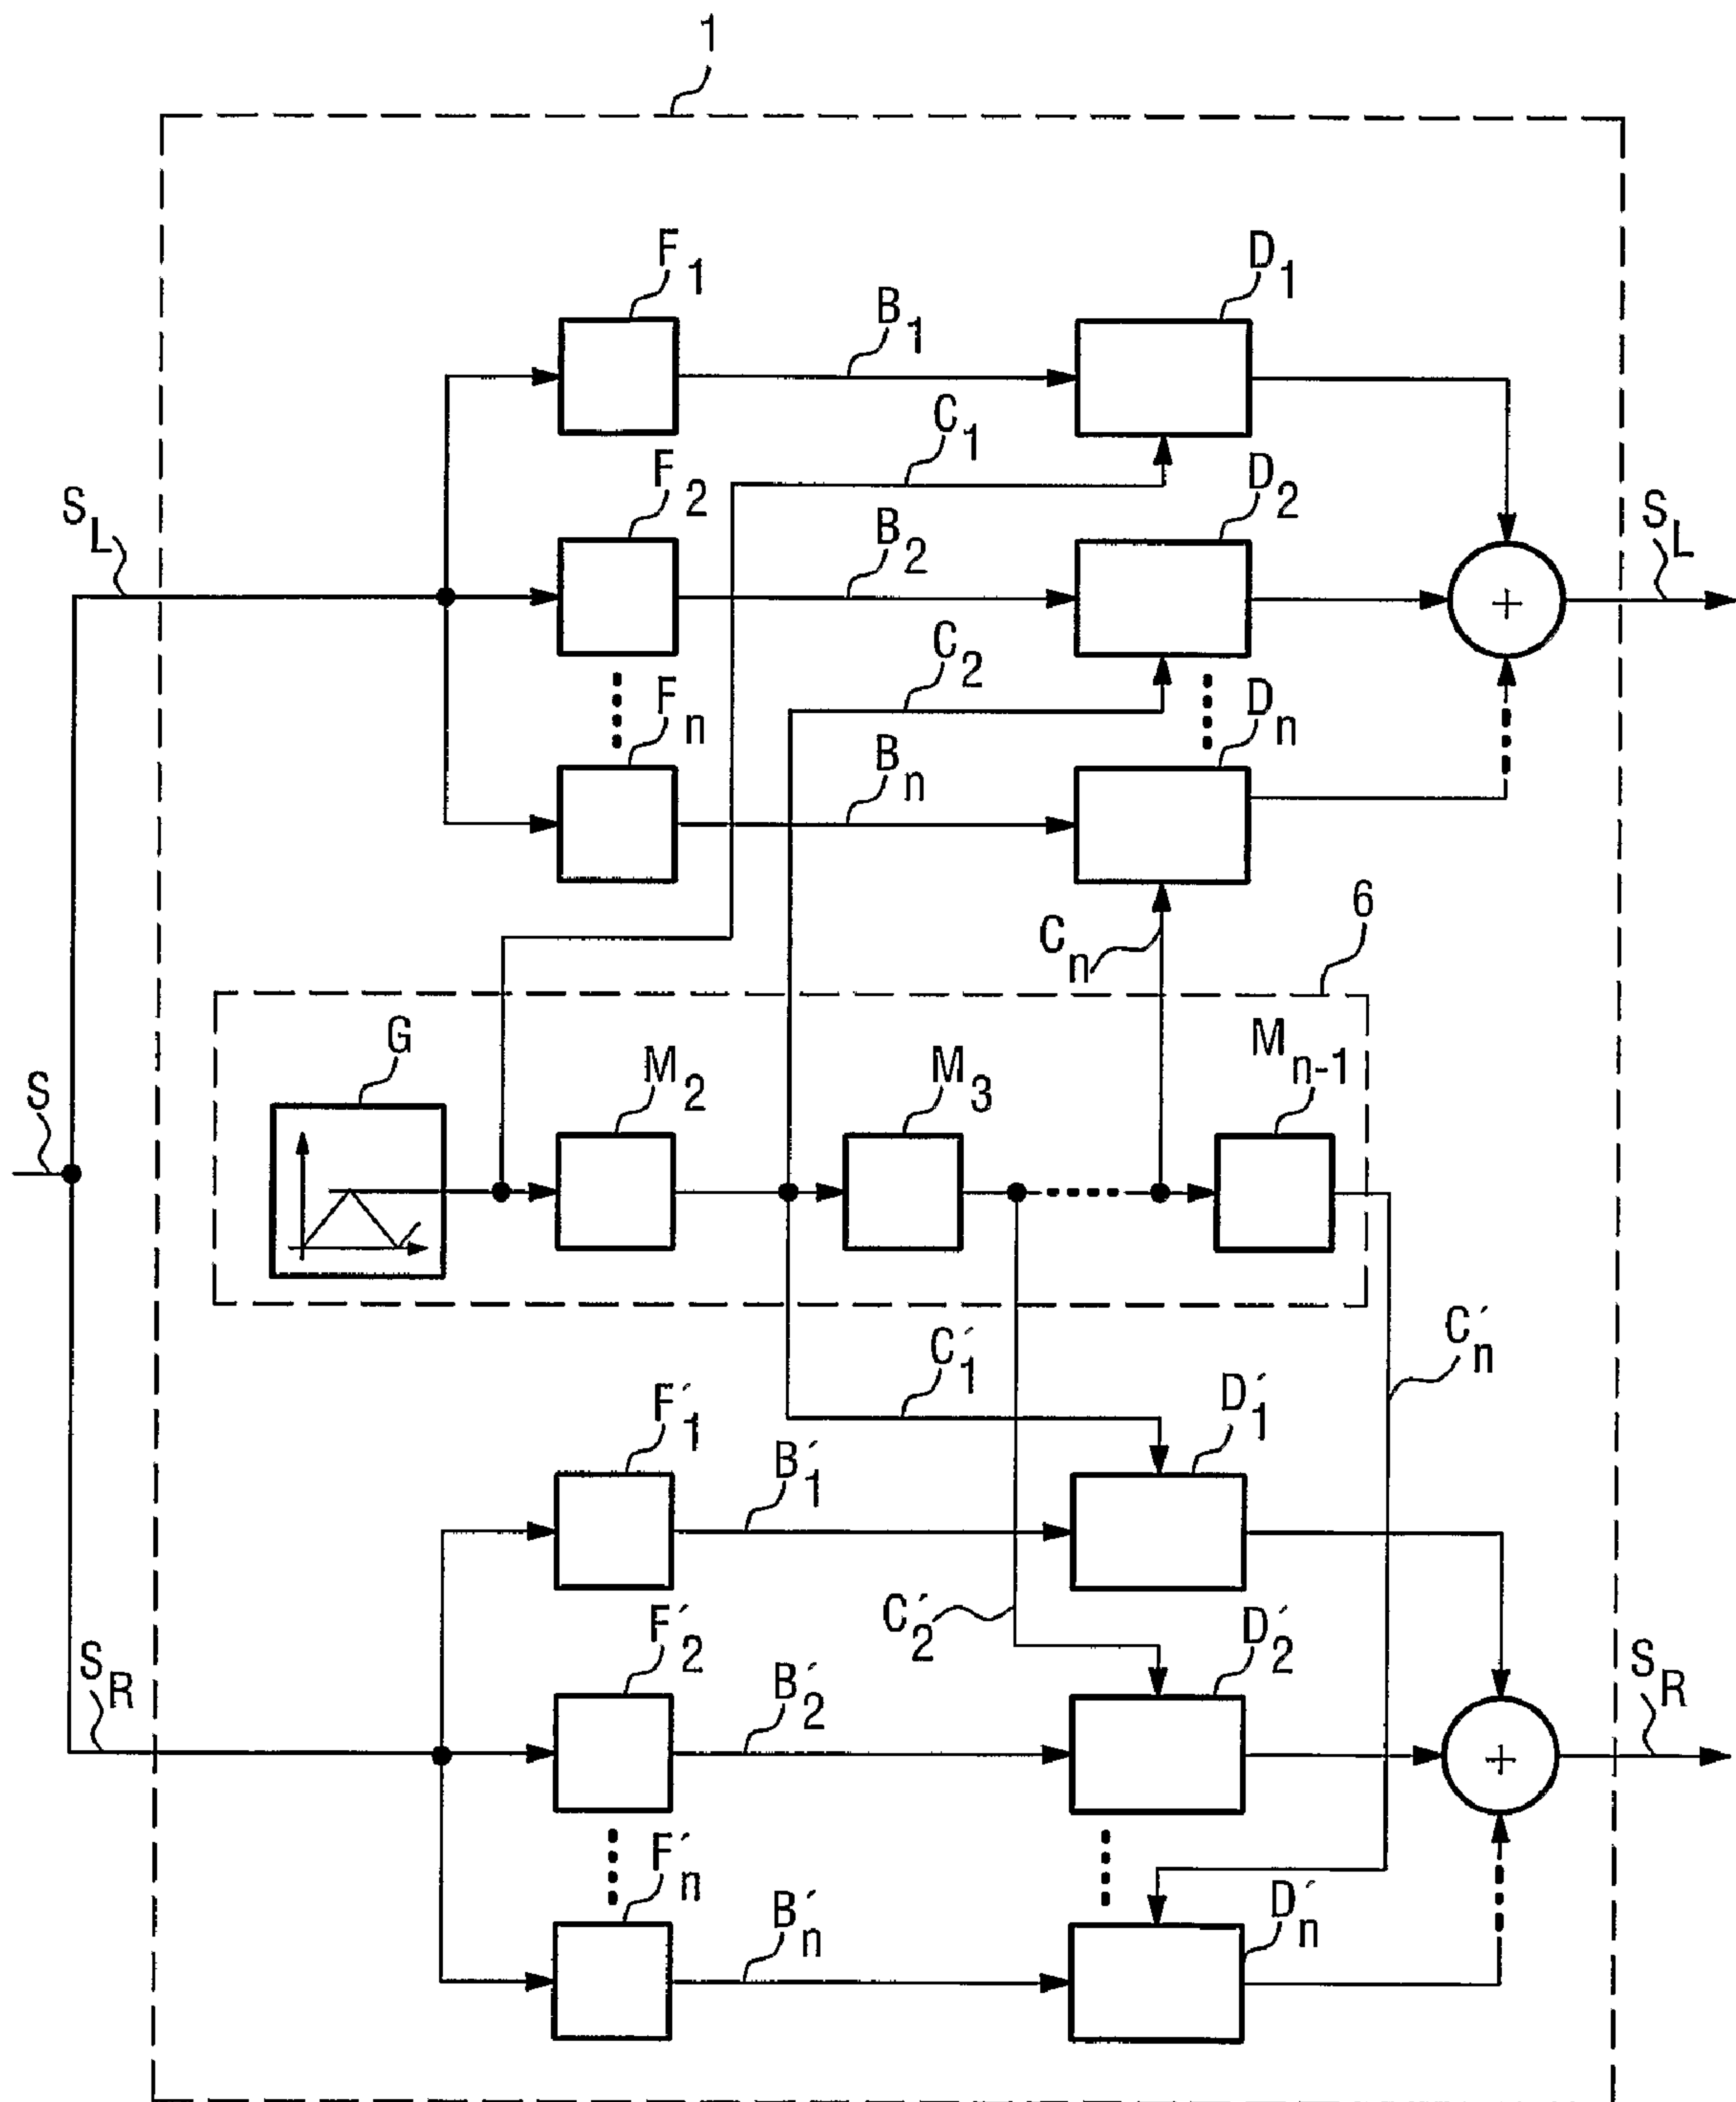 1
F1
D1
B1
C1
F2
D2
SL
B2
SL
C2
Fn
Dn
Bn
6
Cn
G
M2
M3
Mn-1
S
C´1
C´n
F´1
D´1
B´1
F´2
C´2
D´2
SR
B´2
SR
F´n
B´n
D´n
+
+